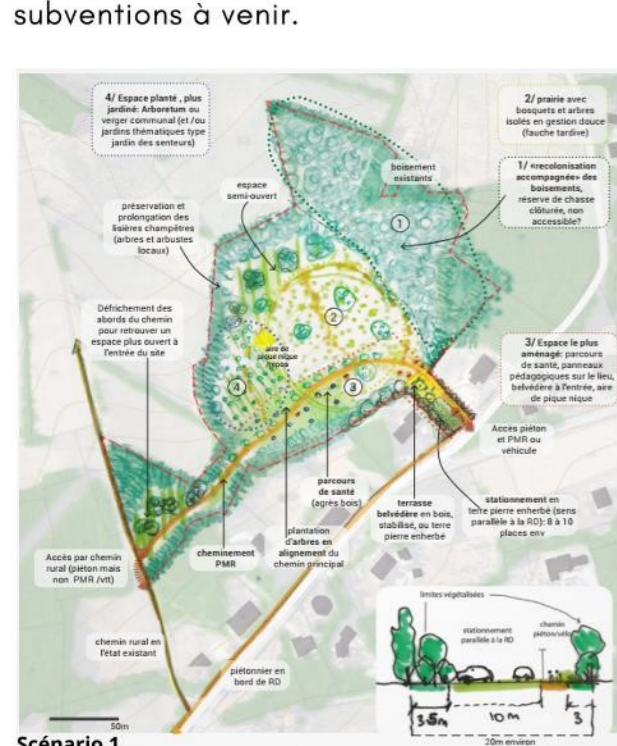 subventions à venir.
4/ Espace planté , plus
jardiné: Arboretum ou
verger communal (et /ou
jardins thématiques type
jardin des senteurs)
2/ prairie avec
bosquets et arbres
isolés en gestion douce
(fauche tardive)
boisement
existants
1/ «recolonisation
accompagnée» des
boisements,
réserve de chasse
clôturée, non
accessible?
espace
semi-ouvert
préservation et
prolongation des
lisières champêtres
(arbres et arbustes
locaux)
1
2
Défrichement des
abords du chemin
pour retrouver un
espace plus ouvert à
l'entrée du site
aire de
pique nique
4
3
3/ Espace le plus
aménagé: parcours
de santé, panneaux
pédagogiques sur le lieu,
belvédère à l'entrée, aire
de pique nique
Accès piéton
et PMR ou
véhicule
parcours
de santé
(agrès bois)
terrasse
belvédère en bois,
stabilisé, ou terre
pierre enherbé
stationnement en
terre pierre enherbé (sens
parallèle à la RD): 8 à 10
places env
plantation
d'arbres en
alignement du
chemin principal
cheminement
PMR
Accès par chemin
rural (piéton mais
non PMR /vtt)
chemin rural en
l'état existant
piétonnier en
bord de RD
limites végétalisées
stationnement
parallèle à la RD
chemin
piéton/vélo
3.5m
10m
3
20m environ
50m
Scénario 1